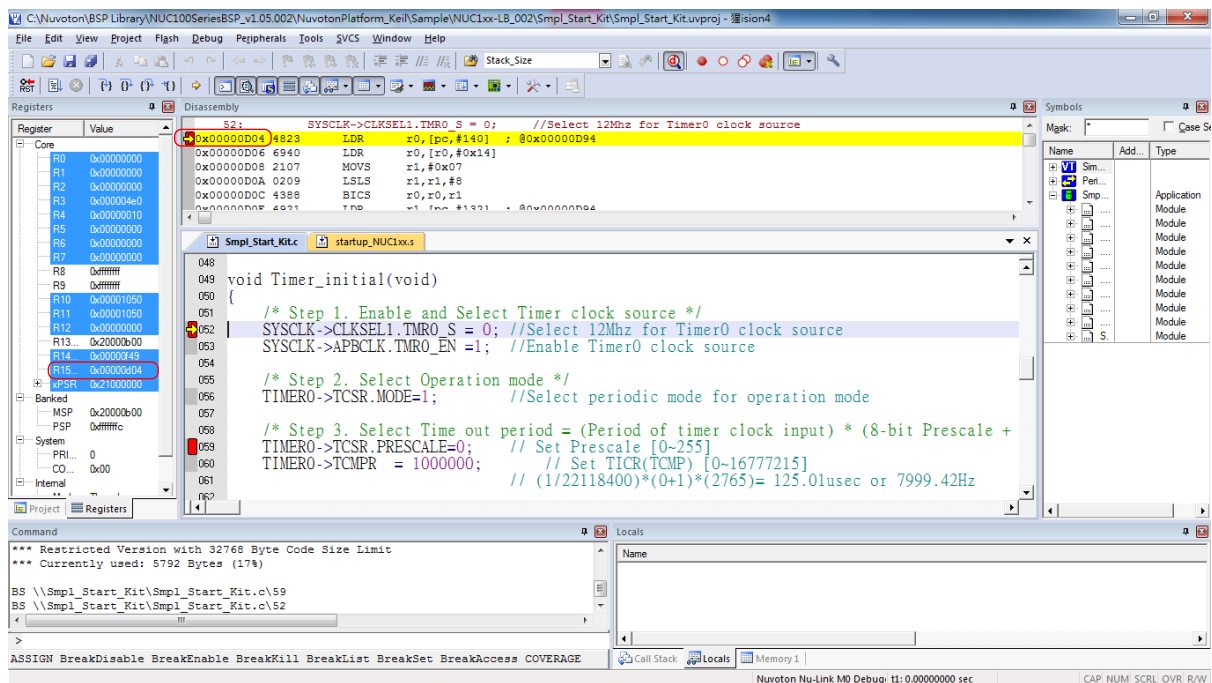 C:\Nuvoton\BSP Library\NUC100SeriesBSP_v1.05.002\NuvotonPlatform_Keil\Sample\NUC1xx-LB_002\Smpl_Start_Kit\Smpl_Start_Kit.uvproj - 狸ision4
File Edit View Project Flash Debug Peripherals Tools SVCS Window Help
Stack_Size
RST
Registers
Register Value
Core
R0 0x00000000
R1 0x00000000
R2 0x00000000
R3 0x000004e0
R4 0x00000010
R5 0x00000000
R6 0x00000000
R7 0x00000000
R8 0xffffffff
R9 0xffffffff
R10 0x00001050
R11 0x00001050
R12 0x00000000
R13... 0x20000b00
R14... 0x00000f49
R15... 0x00000d04
xPSR 0x21000000
Banked
MSP 0x20000b00
PSP 0xfffffffc
System
PRI... 0
CO... 0x00
Internal
Project Registers
Disassembly
52: SYSCLK->CLKSEL1.TMR0_S = 0; //Select 12Mhz for Timer0 clock source
0x00000D04 4823 LDR r0,[pc,#140] ; @0x00000D94
0x00000D06 6940 LDR r0,[r0,#0x14]
0x00000D08 2107 MOVS r1,#0x07
0x00000D0A 0209 LSLS r1,r1,#8
0x00000D0C 4388 BICS r0,r0,r1
0x00000D0E 4921 LDR r1,[pc,#132] ; @0x00000D94
Smpl_Start_Kit.c startup_NUC1xx.s
048
049 void Timer_initial(void)
050 {
051 /* Step 1. Enable and Select Timer clock source */
052 SYSCLK->CLKSEL1.TMR0_S = 0; //Select 12Mhz for Timer0 clock source
053 SYSCLK->APBCLK.TMR0_EN =1; //Enable Timer0 clock source
054
055 /* Step 2. Select Operation mode */
056 TIMER0->TCSR.MODE=1; //Select periodic mode for operation mode
057
058 /* Step 3. Select Time out period = (Period of timer clock input) * (8-bit Prescale +
059 TIMER0->TCSR.PRESCALE=0; // Set Prescale [0~255]
060 TIMER0->TCMPR = 1000000; // Set TICR(TCMP) [0~16777215]
061 // (1/22118400)*(0+1)*(2765)= 125.01usec or 7999.42Hz
062
Symbols
Mask: * Case Se
Name Add... Type
Sim...
Peri...
Smp... Application
... Module
... Module
... Module
... Module
... Module
... Module
... Module
... Module
... Module
S. Module
Command
*** Restricted Version with 32768 Byte Code Size Limit
*** Currently used: 5792 Bytes (17%)
BS \\Smpl_Start_Kit\Smpl_Start_Kit.c\59
BS \\Smpl_Start_Kit\Smpl_Start_Kit.c\52
>
ASSIGN BreakDisable BreakEnable BreakKill BreakList BreakSet BreakAccess COVERAGE
Locals
Name
Call Stack Locals Memory 1
Nuvoton Nu-Link M0 Debug t1: 0.00000000 sec CAP NUM SCRL OVR R/W